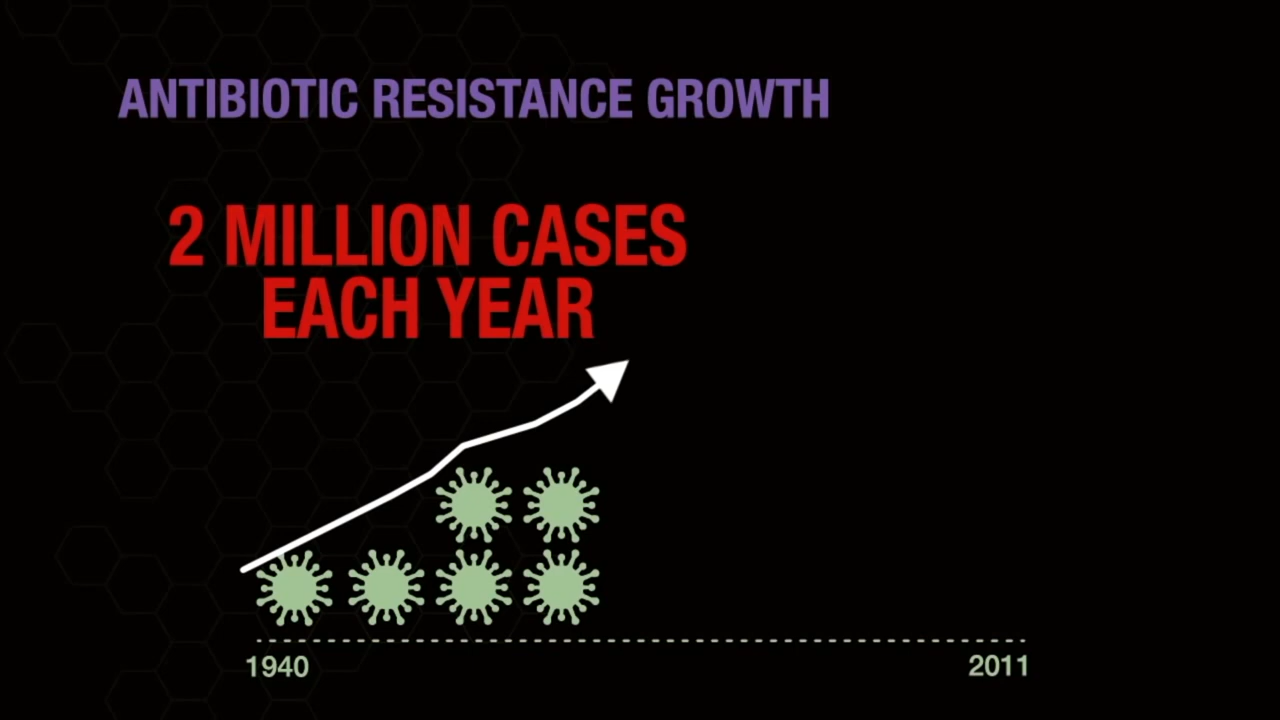 ANTIBIOTIC RESISTANCE GROWTH
2 MILLION CASES
EACH YEAR
1940
2011